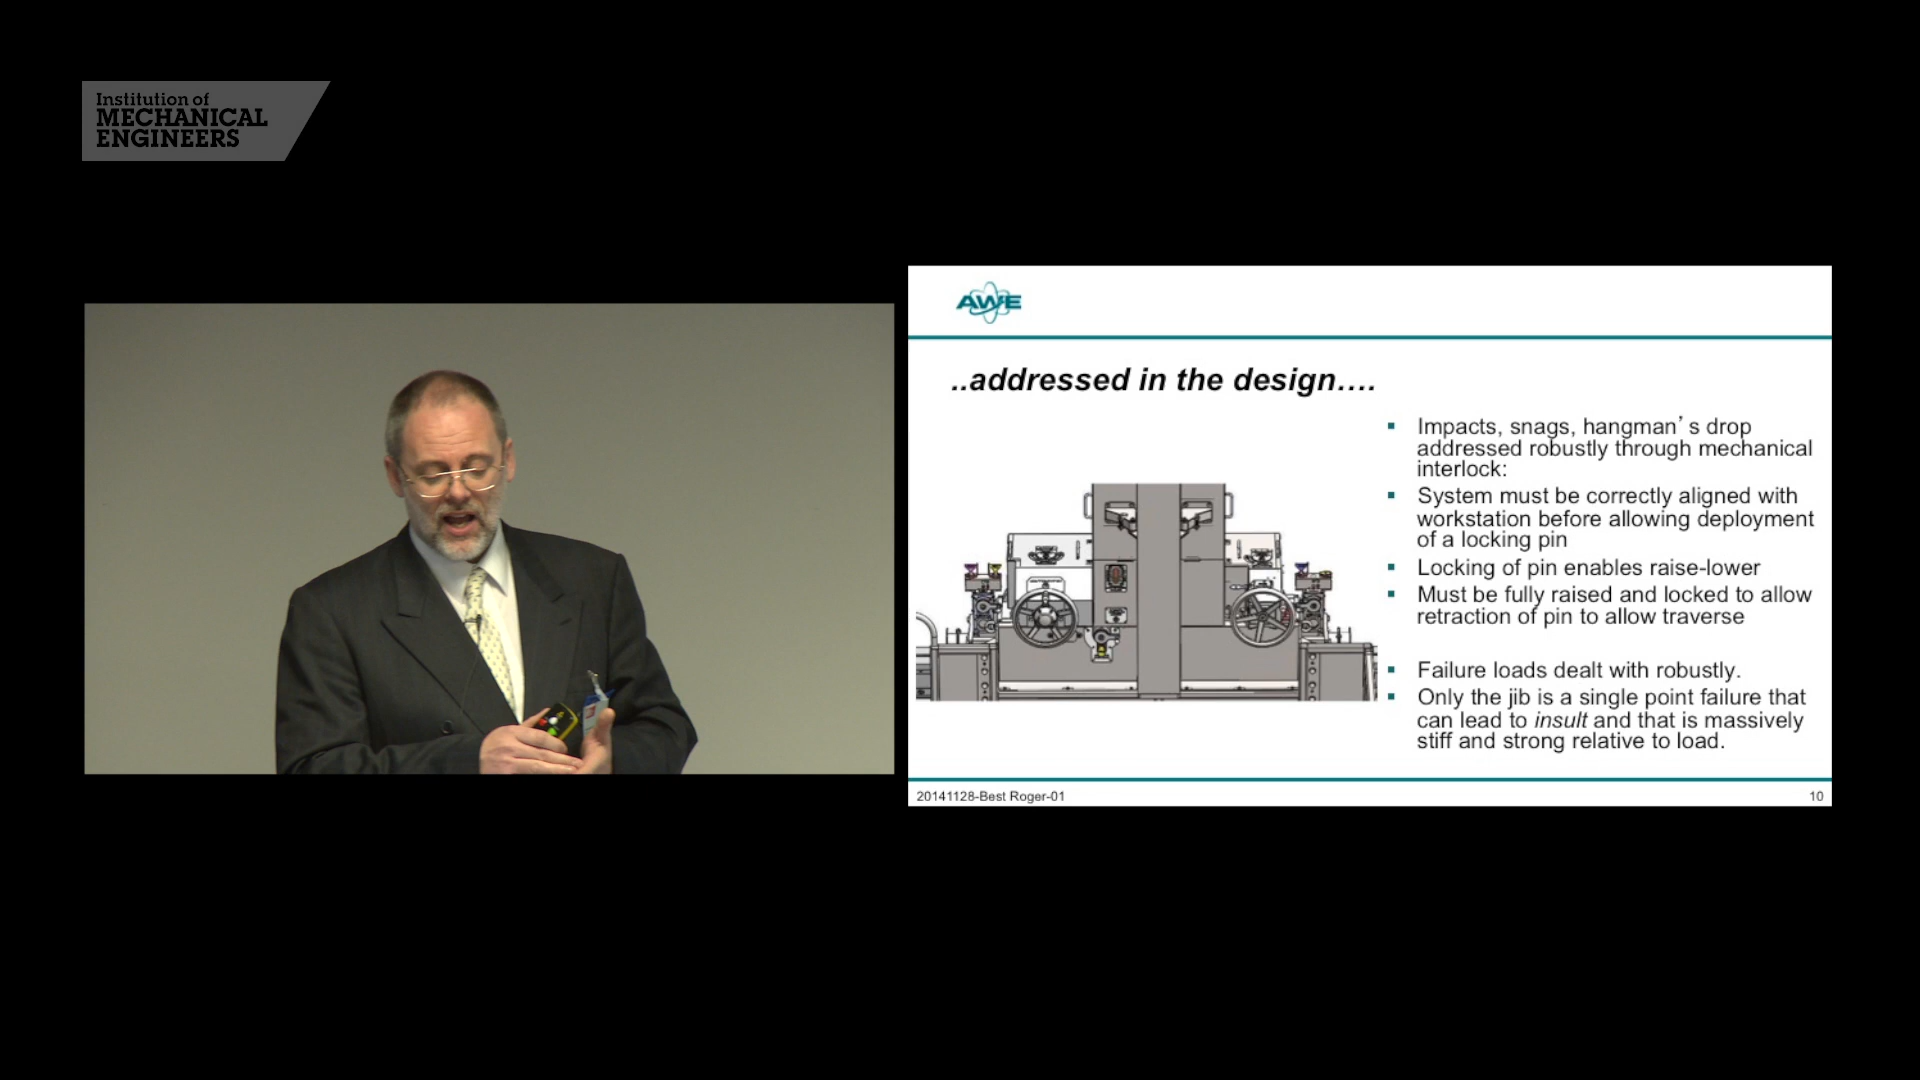 Institution of
MECHANICAL
ENGINEERS
AWE
..addressed in the design....
Impacts, snags, hangman's drop
addressed robustly through mechanical
interlock:
System must be correctly aligned with
workstation before allowing deployment
of a locking pin
Locking of pin enables raise-lower
Must be fully raised and locked to allow
retraction of pin to allow traverse
Failure loads dealt with robustly.
Only the jib is a single point failure that
can lead to insult and that is massively
stiff and strong relative to load.
20141128-Best Roger-01
10